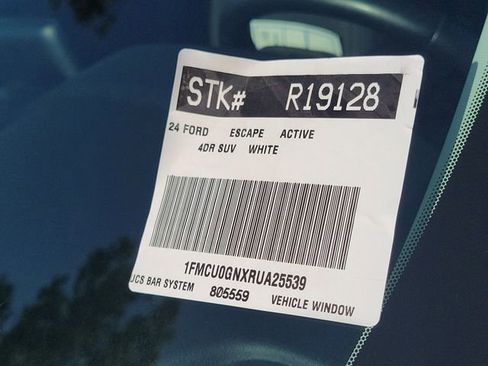 STK# R19128
24 FORD ESCAPE ACTIVE
4DR SUV WHITE
1FMCU0GNXRUA25539
UCS BAR SYSTEM 805559 VEHICLE WINDOW